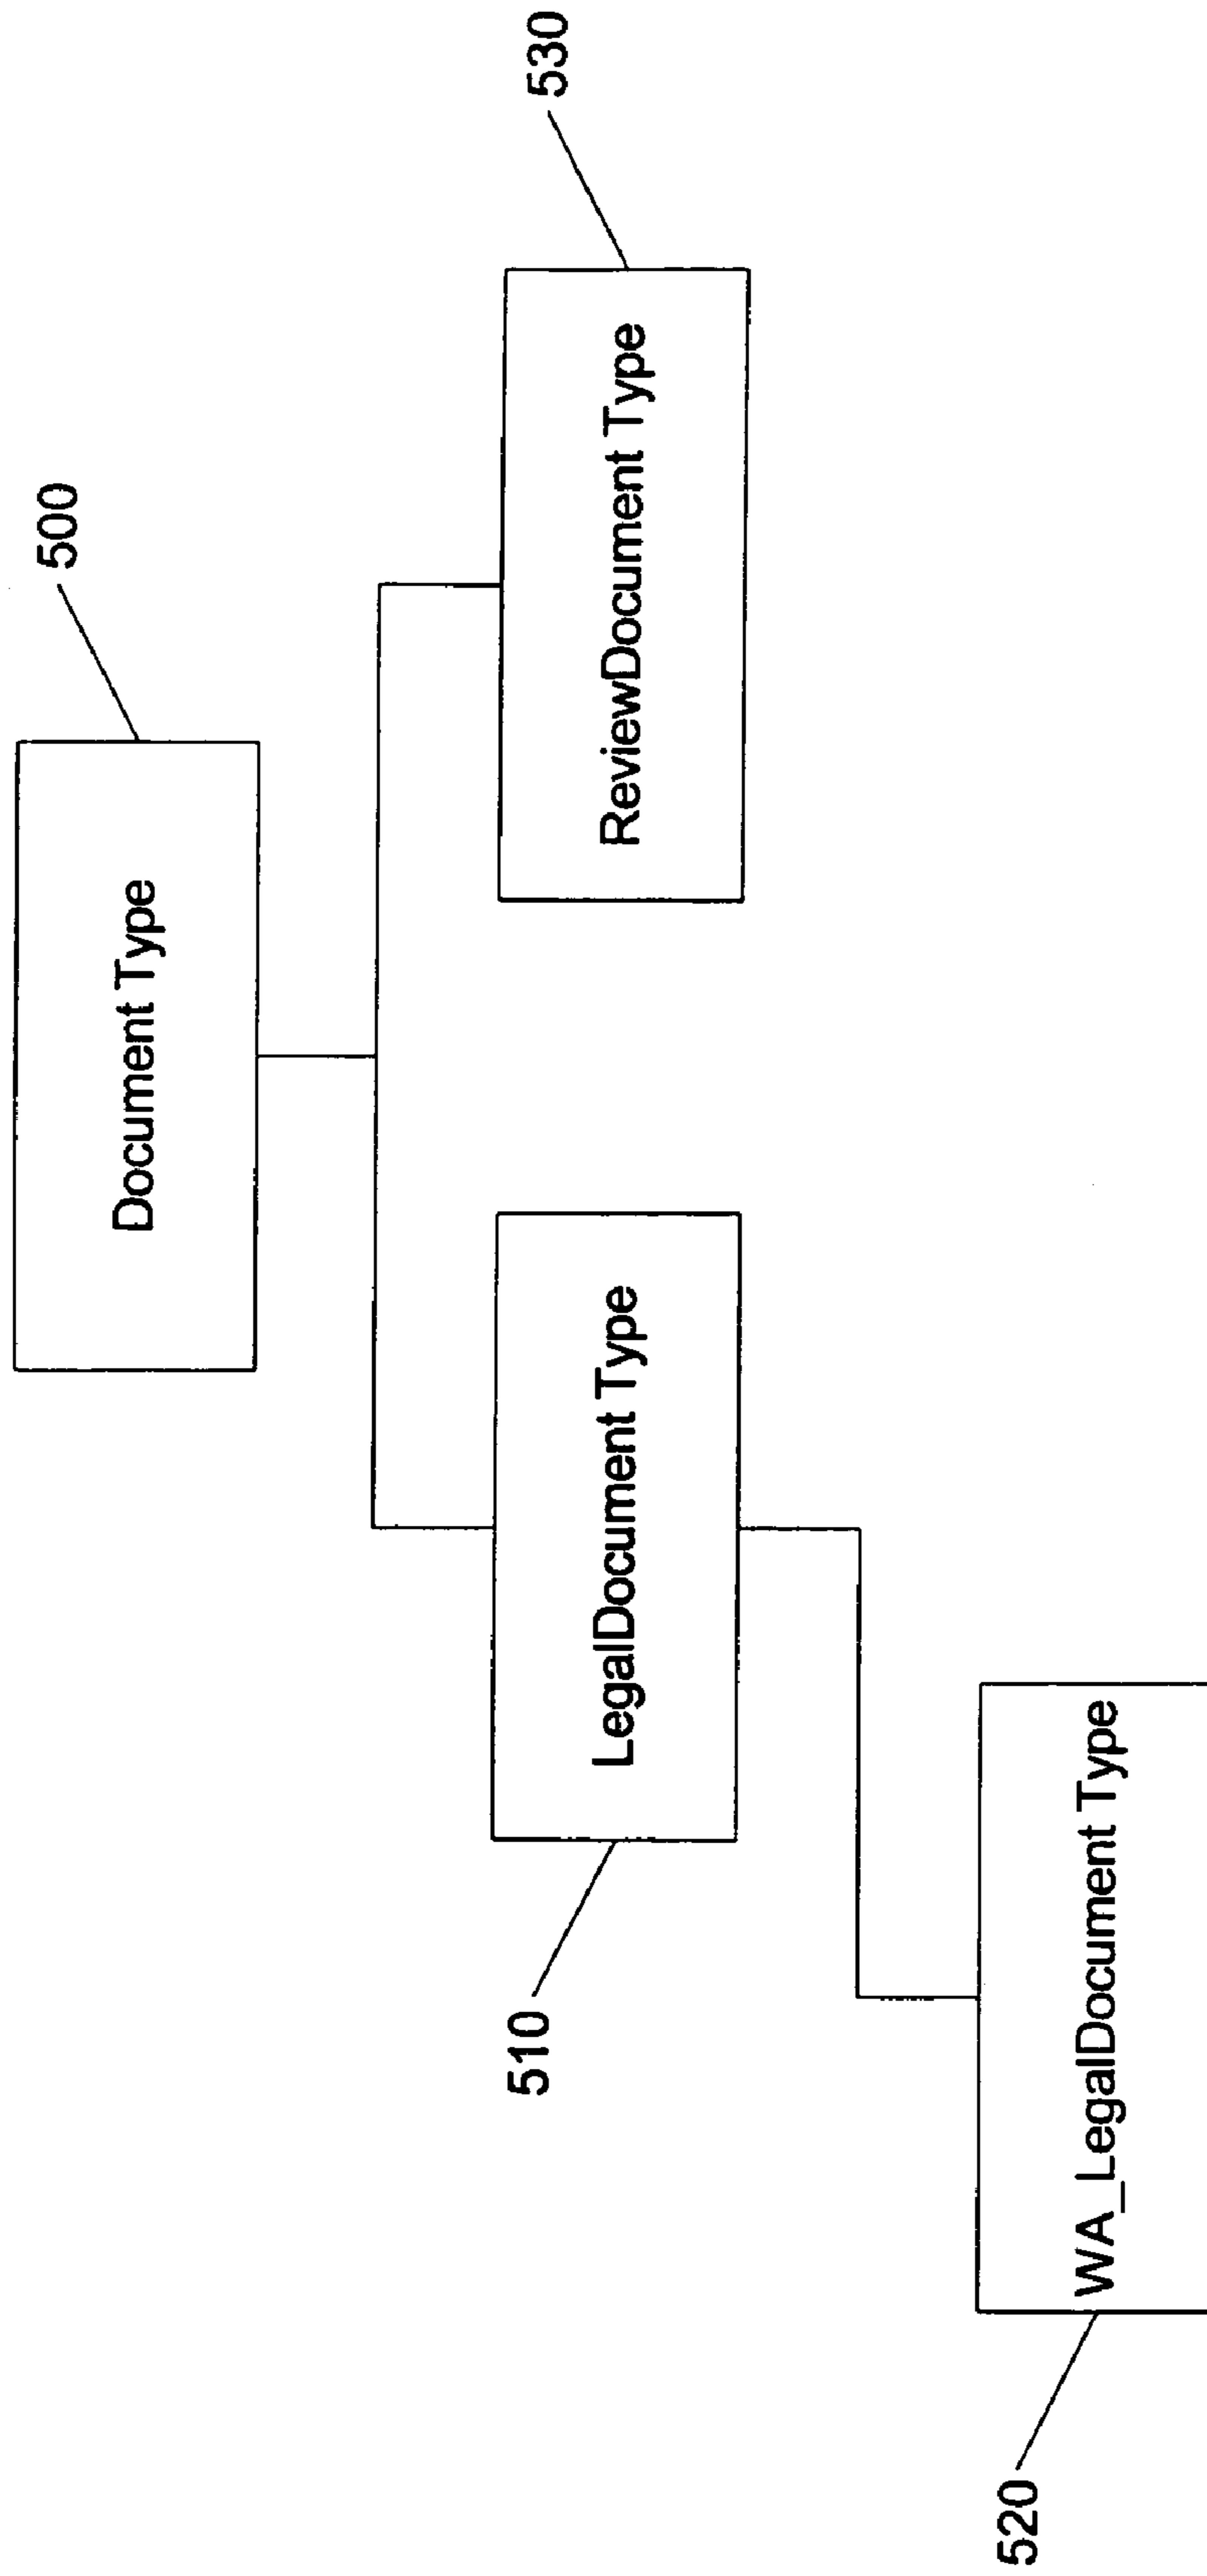 500
Document Type
530
ReviewDocument Type
510
LegalDocument Type
520
WA_LegalDocument Type